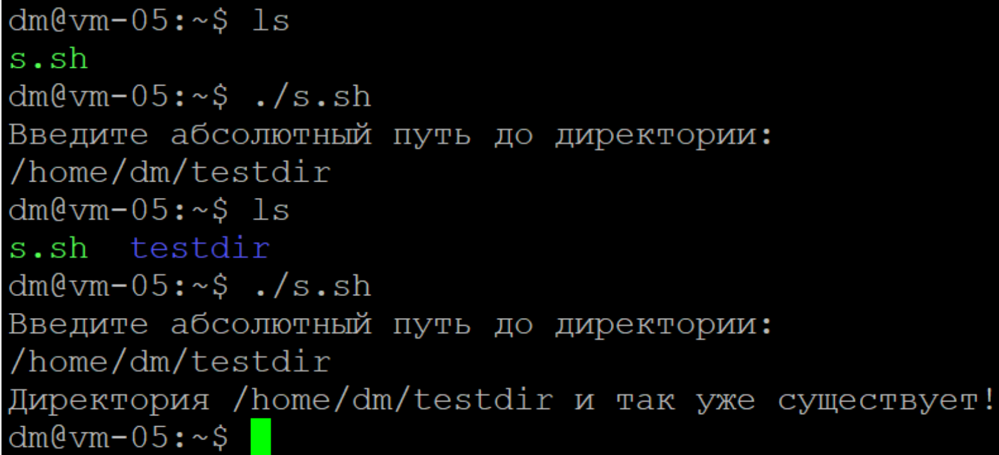 dm@vm-05:~$ ls
s.sh
dm@vm-05:~$ ./s.sh
Введите абсолютный путь до директории:
/home/dm/testdir
dm@vm-05:~$ ls
s.sh  testdir
dm@vm-05:~$ ./s.sh
Введите абсолютный путь до директории:
/home/dm/testdir
Директория /home/dm/testdir и так уже существует!
dm@vm-05:~$